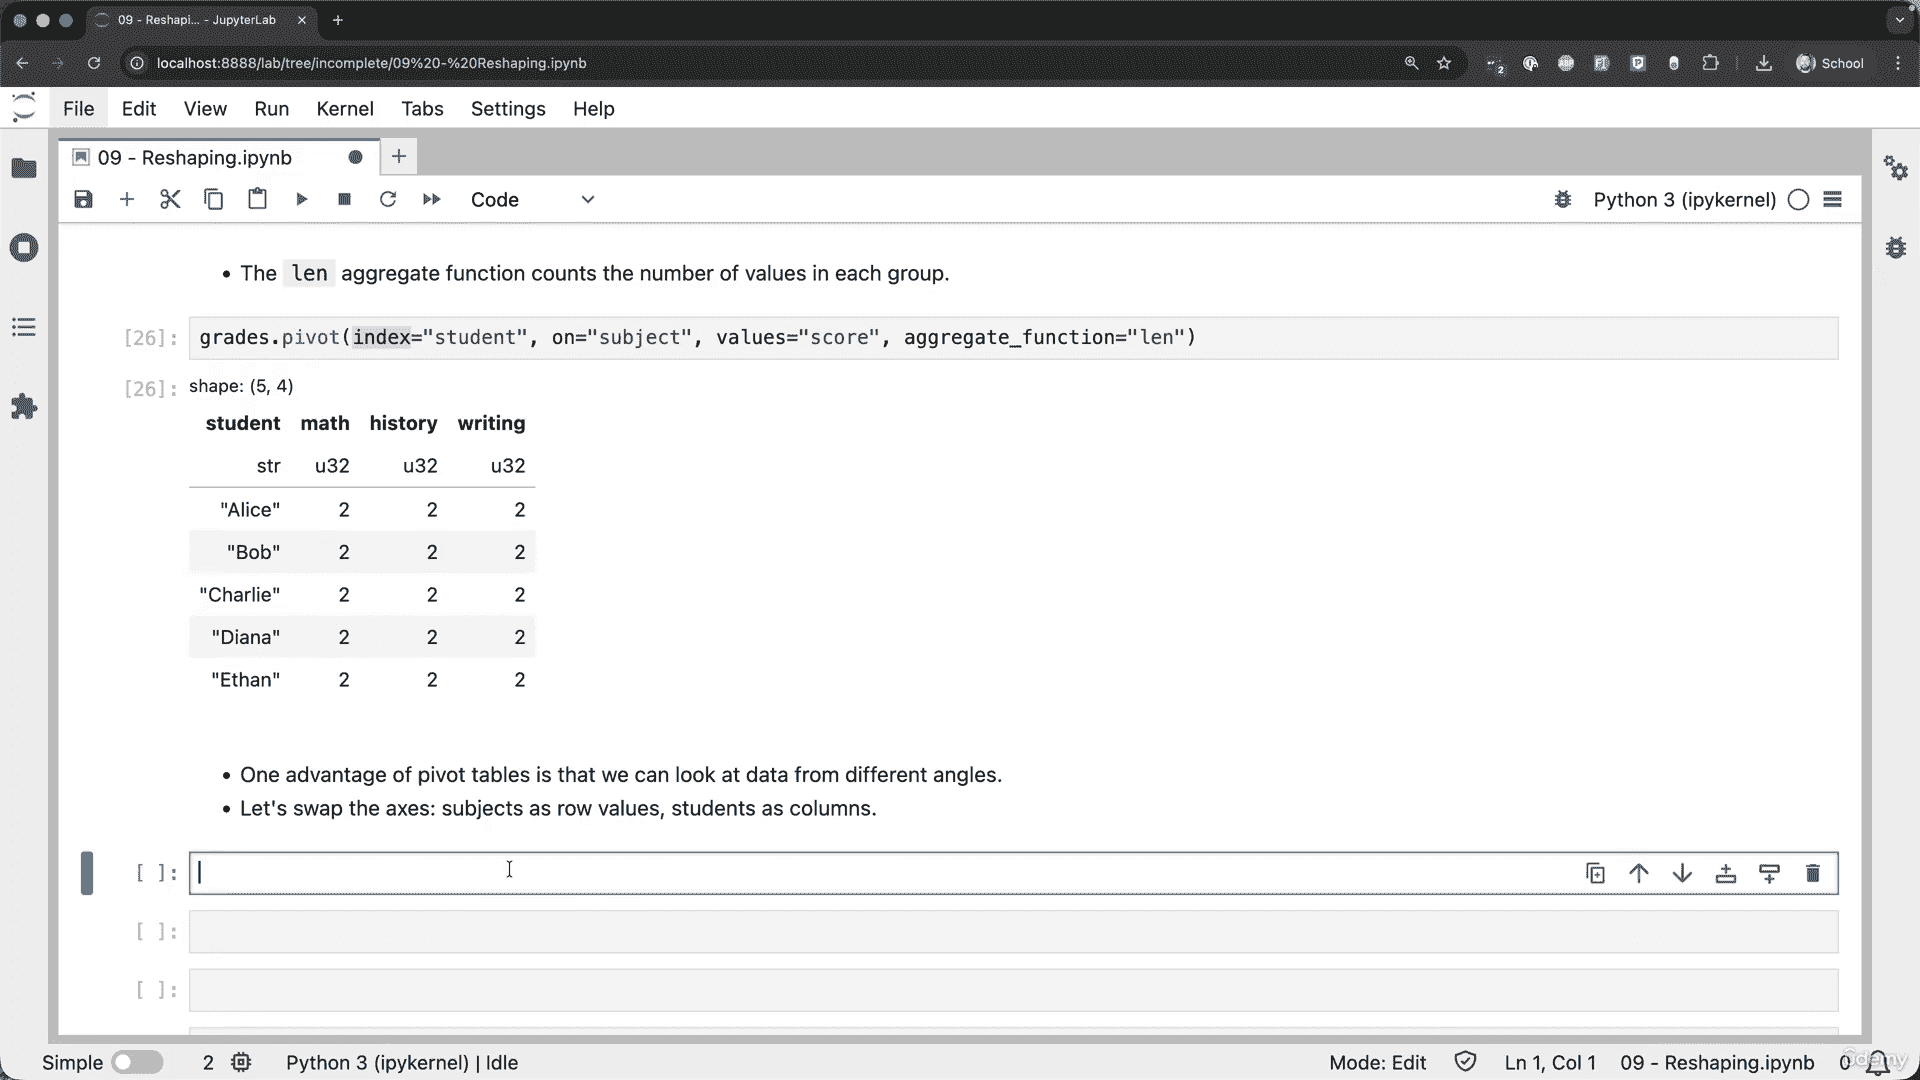 09 - Reshapi... - JupyterLab
localhost:8888/lab/tree/incomplete/09%20-%20Reshaping.ipynb
2
School
File Edit View Run Kernel Tabs Settings Help
09 - Reshaping.ipynb
Code
Python 3 (ipykernel)
• The len aggregate function counts the number of values in each group.
[26]: grades.pivot(index="student", on="subject", values="score", aggregate_function="len")
[26]: shape: (5, 4)
student math history writing
str u32 u32 u32
"Alice" 2 2 2
"Bob" 2 2 2
"Charlie" 2 2 2
"Diana" 2 2 2
"Ethan" 2 2 2
• One advantage of pivot tables is that we can look at data from different angles.
• Let's swap the axes: subjects as row values, students as columns.
[ ]:
[ ]:
[ ]:
Simple 2 Python 3 (ipykernel) | Idle Mode: Edit Ln 1, Col 1 09 - Reshaping.ipynb 0
udemy